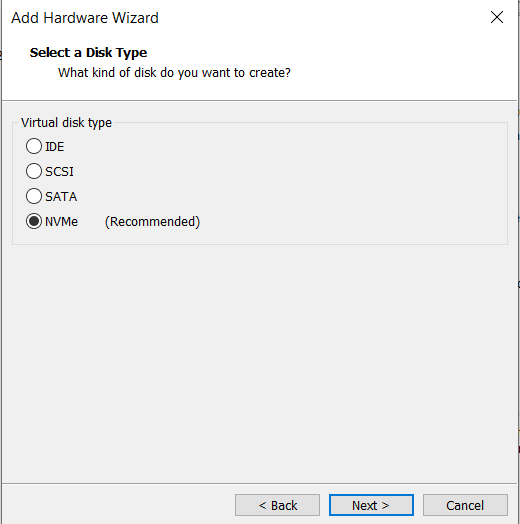 Add Hardware Wizard
Select a Disk Type
What kind of disk do you want to create?
Virtual disk type
IDE
SCSI
SATA
NVMe (Recommended)
< Back Next > Cancel